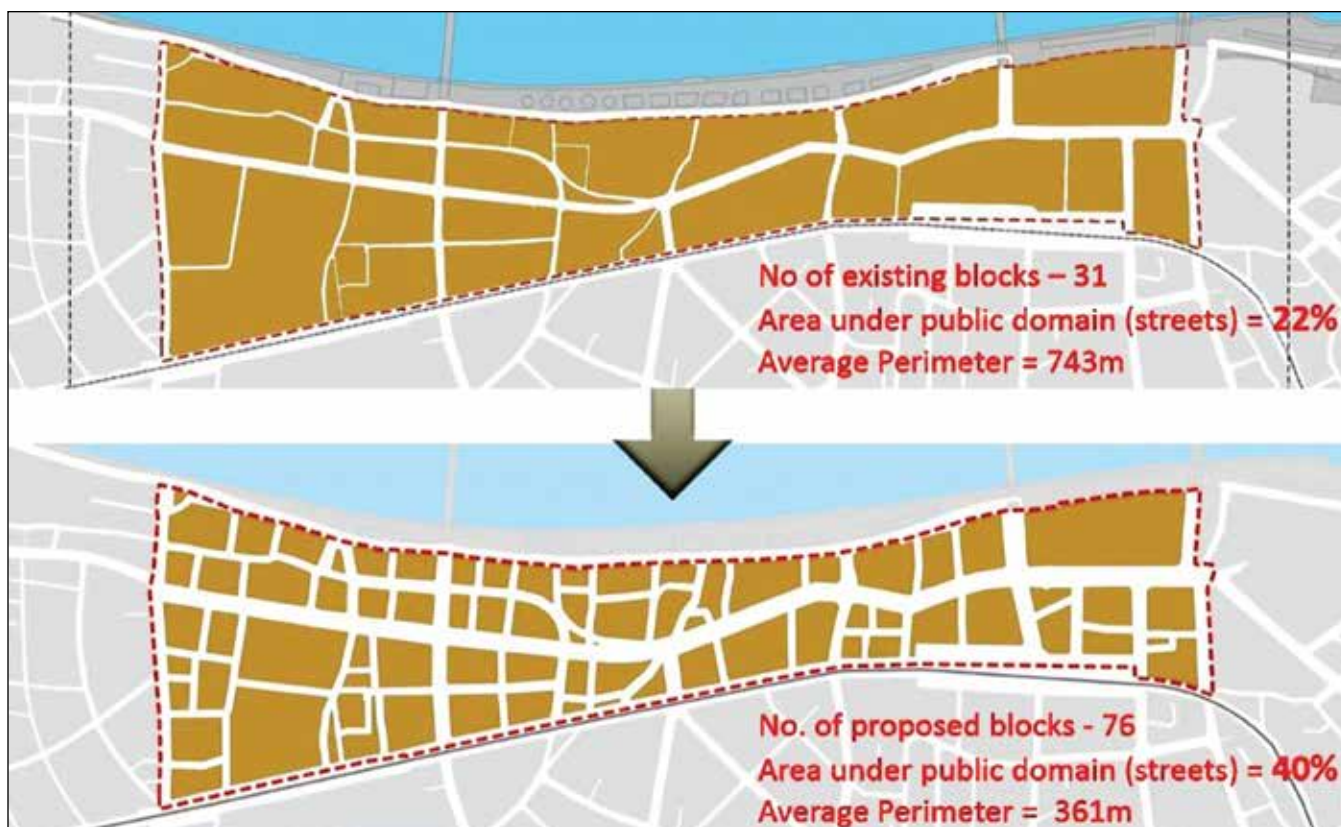 No of existing blocks – 31
Area under public domain (streets) = 22%
Average Perimeter = 743m
No. of proposed blocks - 76
Area under public domain (streets) = 40%
Average Perimeter = 361m